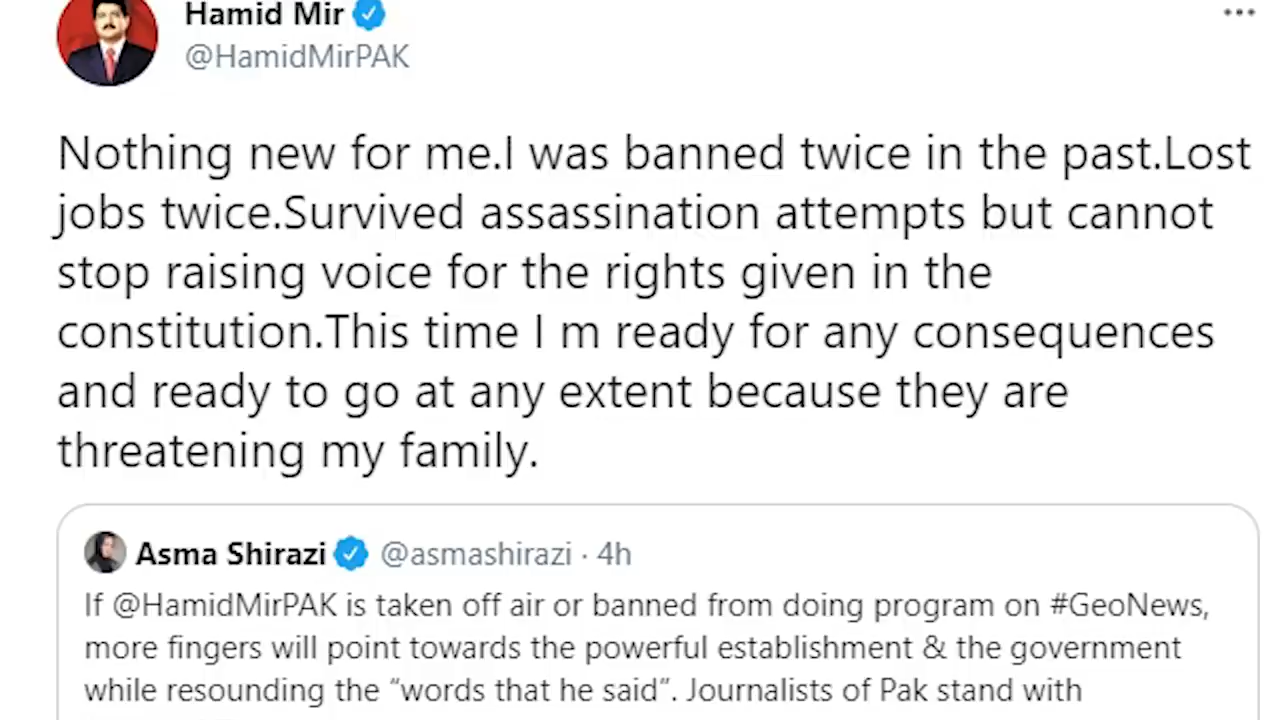 Hamid Mir
@HamidMirPAK
Nothing new for me.I was banned twice in the past.Lost
jobs twice.Survived assassination attempts but cannot
stop raising voice for the rights given in the
constitution.This time I m ready for any consequences
and ready to go at any extent because they are
threatening my family.
Asma Shirazi @asmashirazi · 4h
If @HamidMirPAK is taken off air or banned from doing program on #GeoNews,
more fingers will point towards the powerful establishment & the government
while resounding the “words that he said”. Journalists of Pak stand with